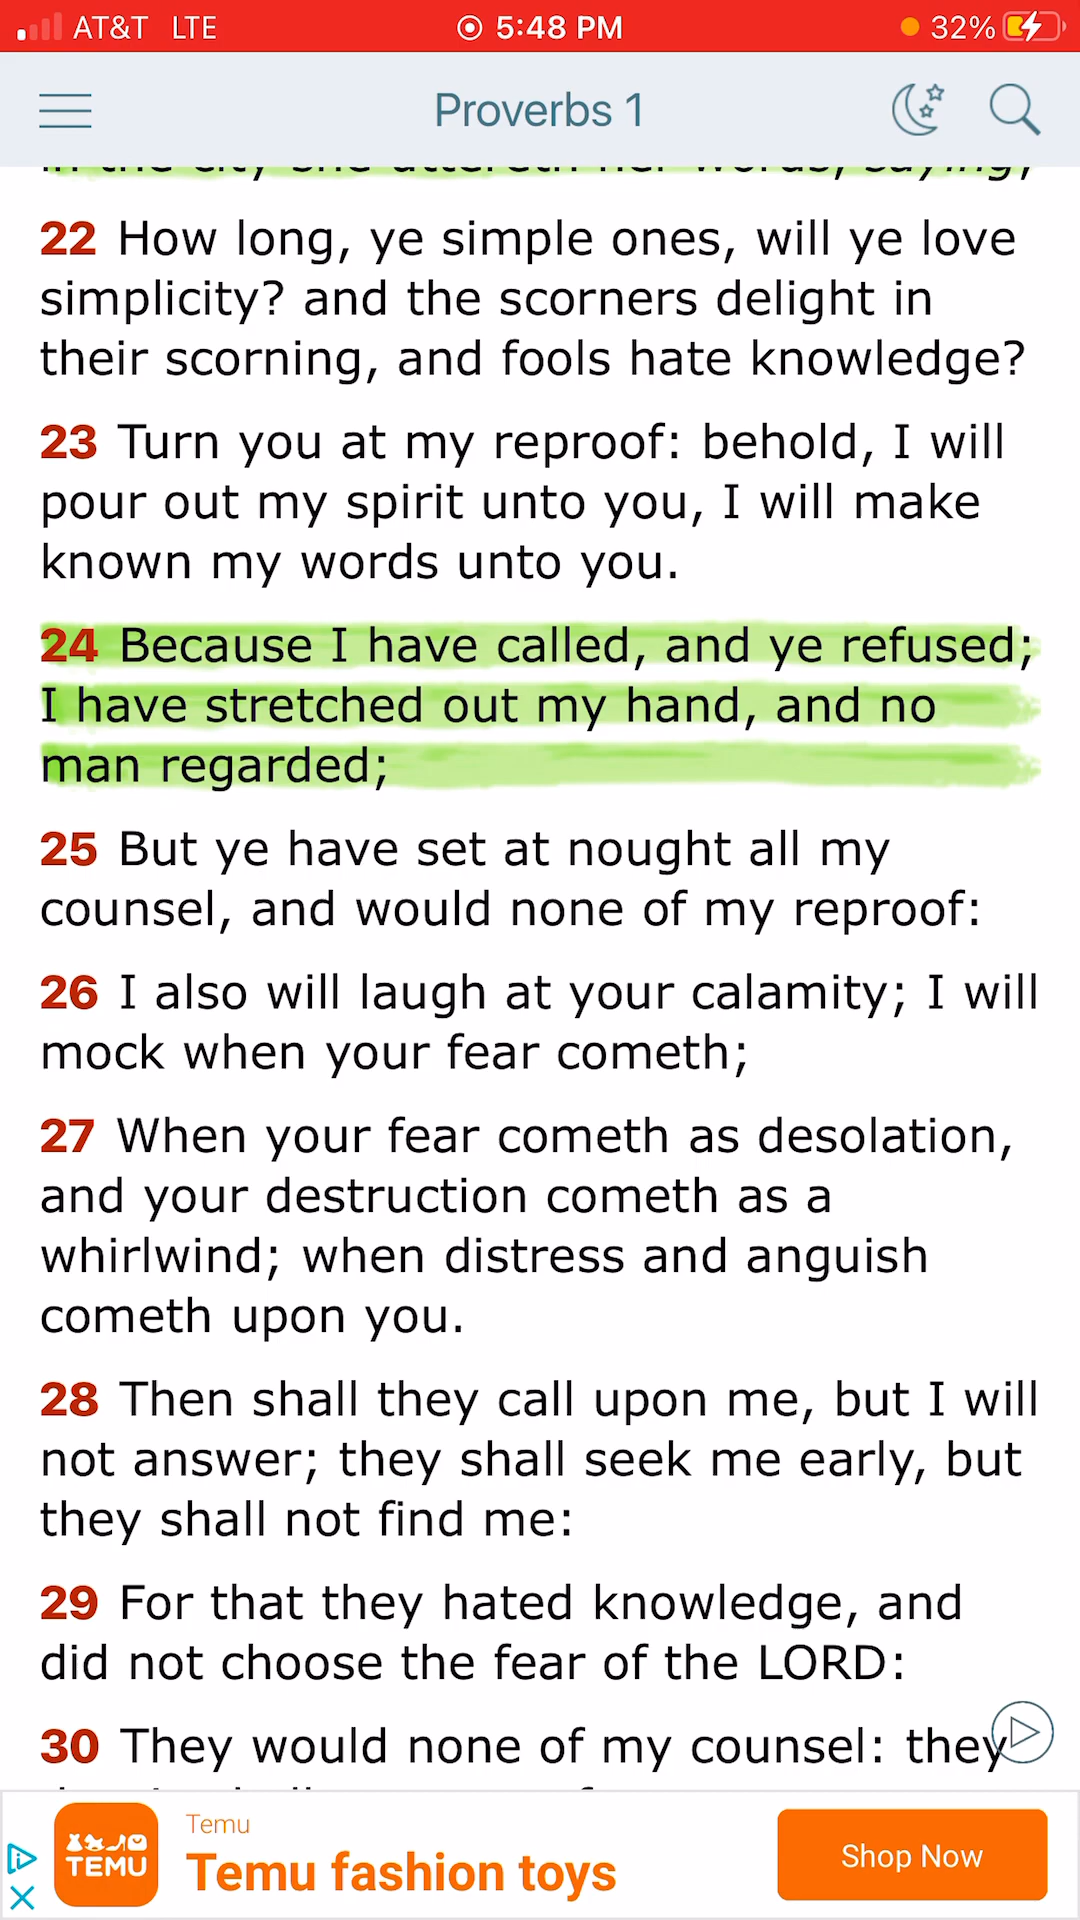 AT&T LTE 5:48 PM 32%
Proverbs 1
in the city she uttereth her words, saying,
22 How long, ye simple ones, will ye love
simplicity? and the scorners delight in
their scorning, and fools hate knowledge?
23 Turn you at my reproof: behold, I will
pour out my spirit unto you, I will make
known my words unto you.
24 Because I have called, and ye refused;
I have stretched out my hand, and no
man regarded;
25 But ye have set at nought all my
counsel, and would none of my reproof:
26 I also will laugh at your calamity; I will
mock when your fear cometh;
27 When your fear cometh as desolation,
and your destruction cometh as a
whirlwind; when distress and anguish
cometh upon you.
28 Then shall they call upon me, but I will
not answer; they shall seek me early, but
they shall not find me:
29 For that they hated knowledge, and
did not choose the fear of the LORD:
30 They would none of my counsel: they
Temu
TEMU
Temu fashion toys
Shop Now